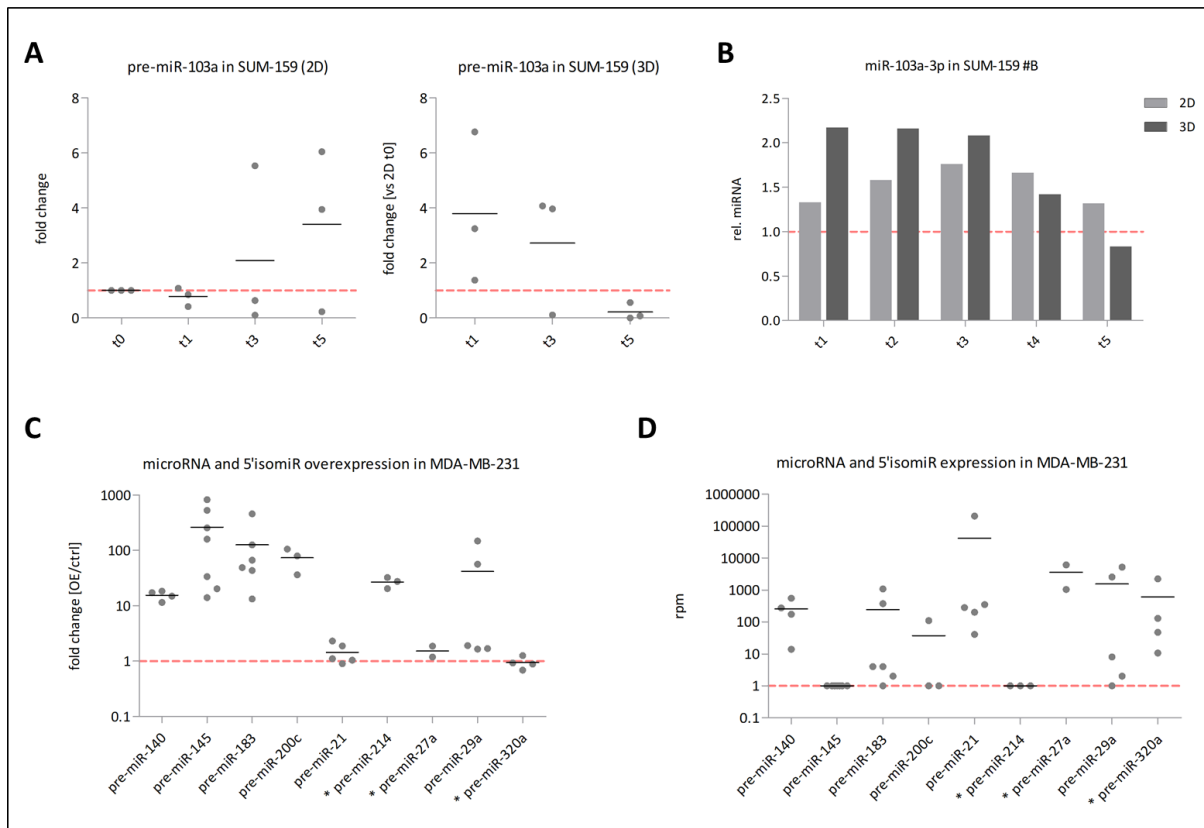 A
pre-miR-103a in SUM-159 (2D)
fold change
8
6
4
2
0
t0
t1
t3
t5
pre-miR-103a in SUM-159 (3D)
fold change [vs 2D t0]
8
6
4
2
0
t1
t3
t5
B
miR-103a-3p in SUM-159 #B
rel. miRNA
2.5
2.0
1.5
1.0
0.5
0.0
t1
t2
t3
t4
t5
2D
3D
C
microRNA and 5'isomiR overexpression in MDA-MB-231
fold change [OE/ctrl]
1000
100
10
1
0.1
pre-miR-140
pre-miR-145
pre-miR-183
pre-miR-200c
pre-miR-21
* pre-miR-214
* pre-miR-27a
pre-miR-29a
* pre-miR-320a
D
microRNA and 5'isomiR expression in MDA-MB-231
rpm
1000000
100000
10000
1000
100
10
1
0.1
pre-miR-140
pre-miR-145
pre-miR-183
pre-miR-200c
pre-miR-21
* pre-miR-214
* pre-miR-27a
pre-miR-29a
* pre-miR-320a